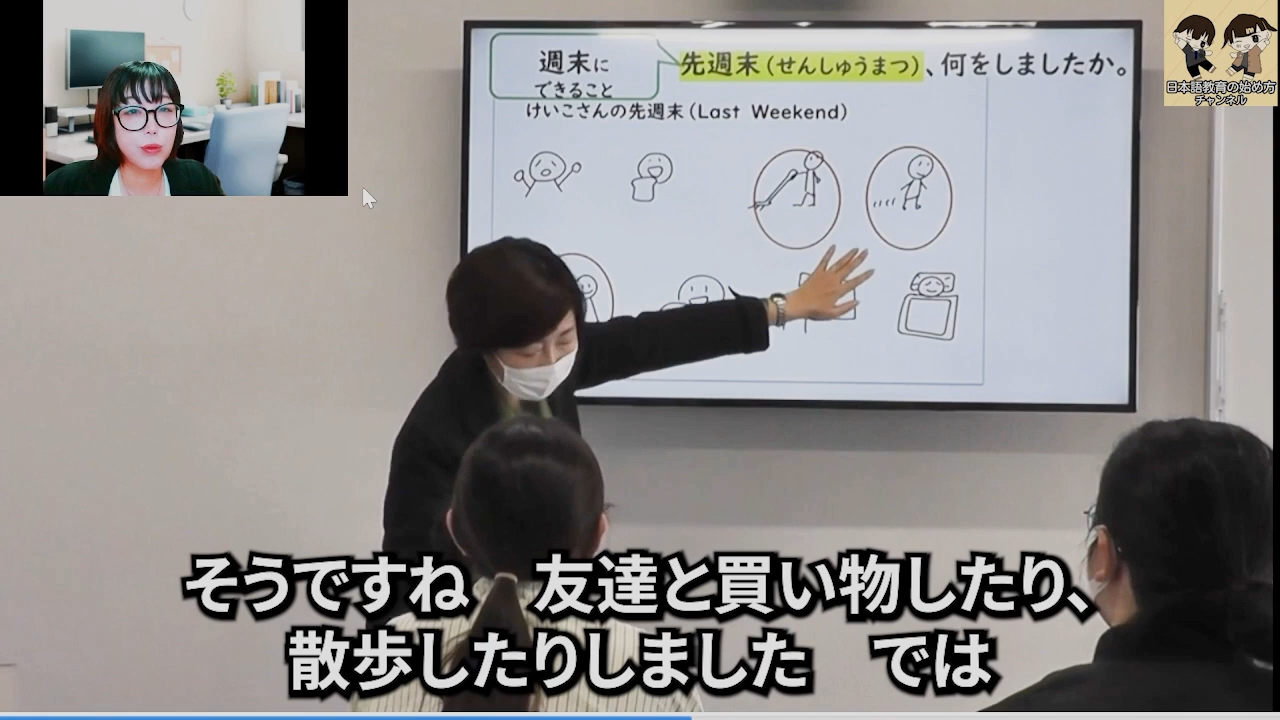 週末に
できること
先週末(せんしゅうまつ)、何をしましたか。
けいこさんの先週末(Last Weekend)
日本語教育の始め方
チャンネル
そうですね 友達と買い物したり、
散歩したりしました では